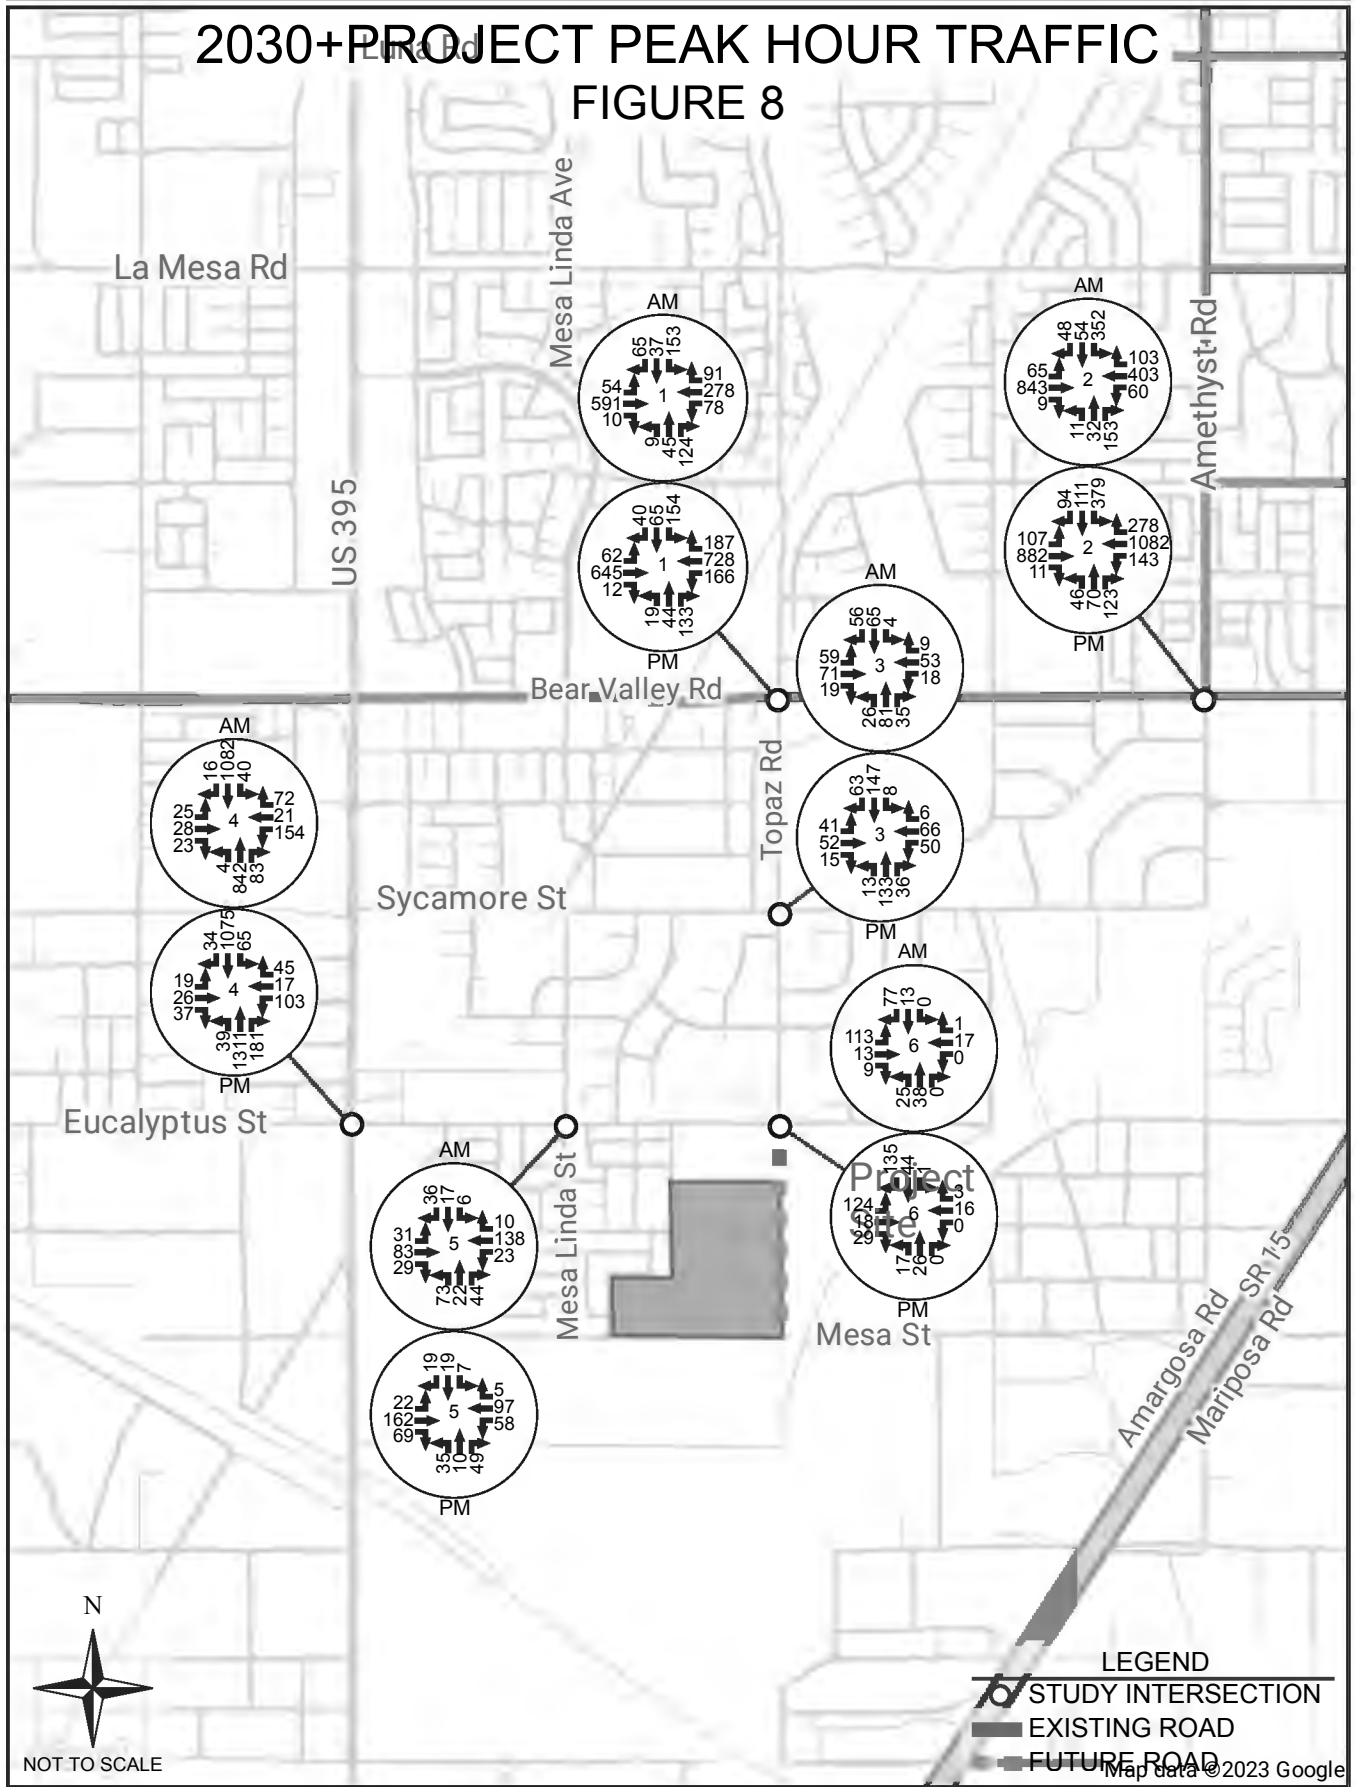 2030+PROJECT PEAK HOUR TRAFFIC
Luna Rd
FIGURE 8
La Mesa Rd
Mesa Linda Ave
US 395
Amethyst Rd
AM
65 37 153
54 591 10
1
91 278 78
9 45 124
40 65 154
62 645 12
1
187 728 166
19 44 133
PM
AM
48 54 352
65 843 9
2
103 403 60
11 32 153
94 111 379
107 882 11
2
278 1082 143
46 70 123
PM
Bear Valley Rd
Topaz Rd
AM
56 65 4
59 71 19
3
9 53 18
26 81 35
63 147 8
41 52 15
3
6 66 50
13 133 36
PM
AM
16 1082 40
25 28 23
4
72 21 154
4 842 83
34 1075 65
19 26 37
4
45 17 103
39 1311 181
PM
Sycamore St
Eucalyptus St
AM
77 13 0
113 13 9
6
1 17 0
25 38 0
135 44
124 18 29
6
3 16 0
17 26 0
PM
Project
Site
AM
36 17 6
31 83 29
5
10 138 23
73 22 44
19 19 7
22 162 69
5
5 97 58
35 10 49
PM
Mesa Linda St
Mesa St
Amargosa Rd
SR 15
Mariposa Rd
N
NOT TO SCALE
LEGEND
STUDY INTERSECTION
EXISTING ROAD
FUTURE ROAD
Map data ©2023 Google